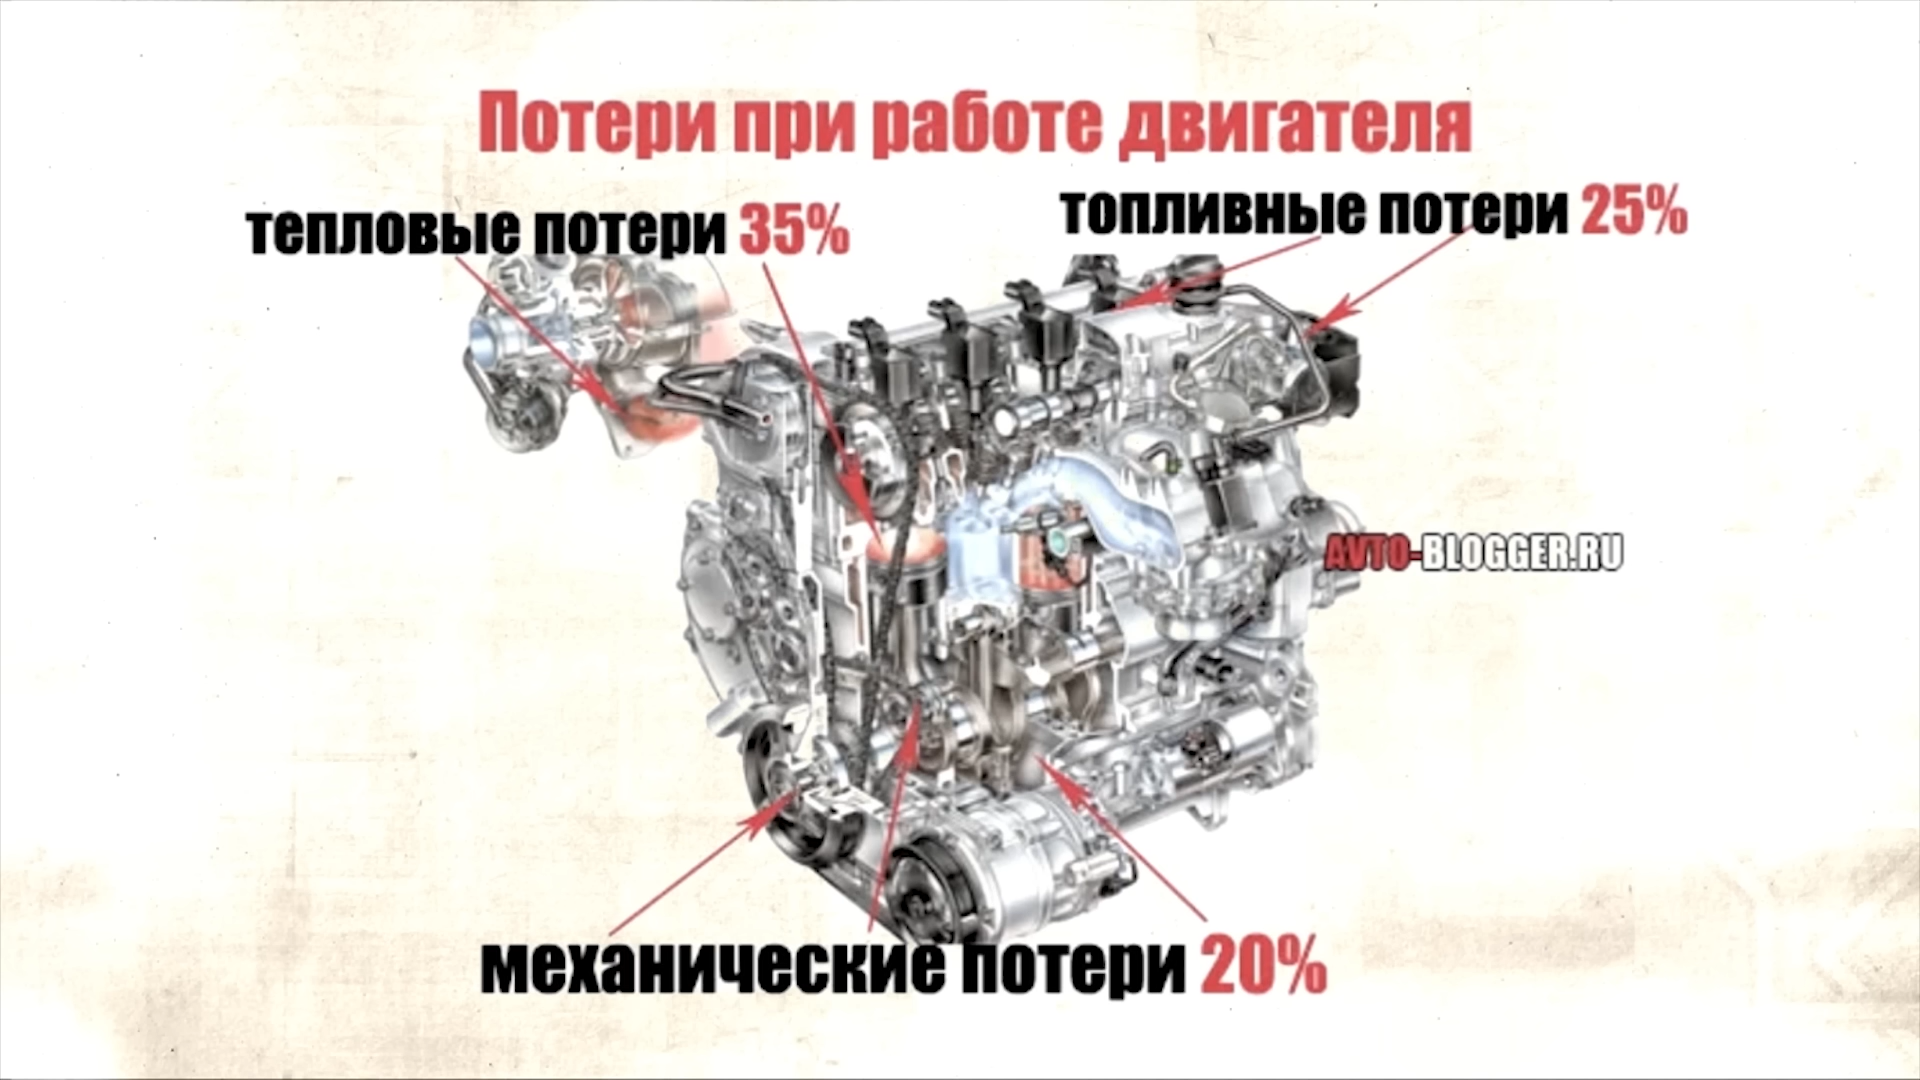 Потери при работе двигателя
тепловые потери 35%
топливные потери 25%
AVTO-BLOGGER.RU
механические потери 20%